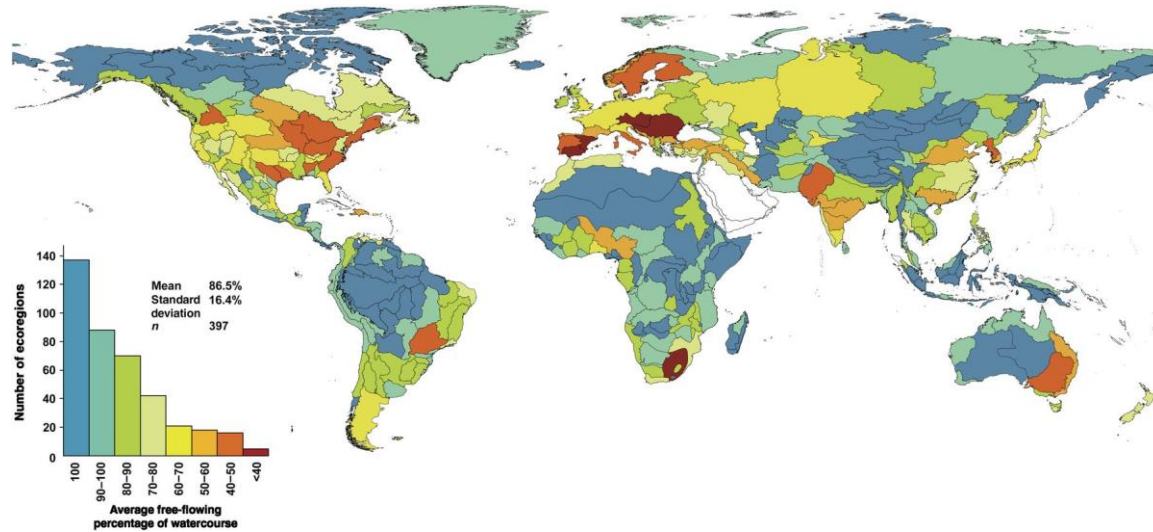 140
120
100
80
60
40
20
0
Number of ecoregions
Mean 86.5%
Standard 16.4%
deviation
n 397
100
90–100
80–90
70–80
60–70
50–60
40–50
<40
Average free-flowing
percentage of watercourse